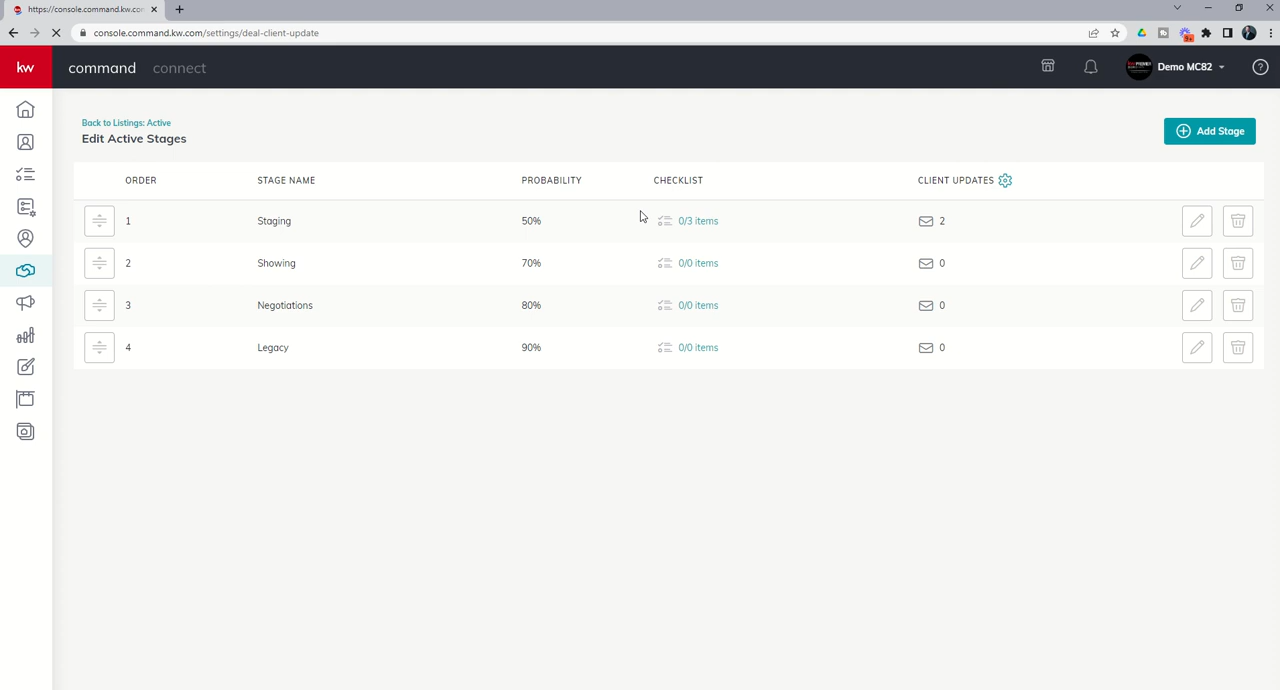 https://console.command.kw.com
console.command.kw.com/settings/deal-client-update
9+
kw command connect
Demo MC82
Back to Listings: Active
Edit Active Stages
Add Stage
ORDER STAGE NAME PROBABILITY CHECKLIST CLIENT UPDATES
1 Staging 50% 0/3 items 2
2 Showing 70% 0/0 items 0
3 Negotiations 80% 0/0 items 0
4 Legacy 90% 0/0 items 0